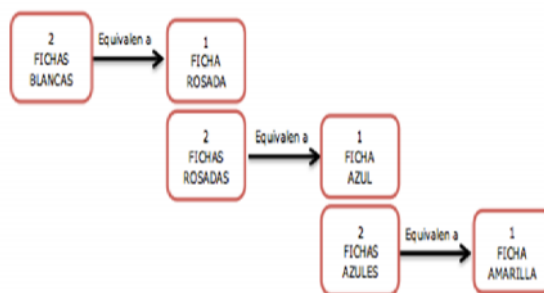 2
FICHAS
BLANCAS
Equivalen a
1
FICHA
ROSADA
2
FICHAS
ROSADAS
Equivalen a
1
FICHA
AZUL
2
FICHAS
AZULES
Equivalen a
1
FICHA
AMARILLA